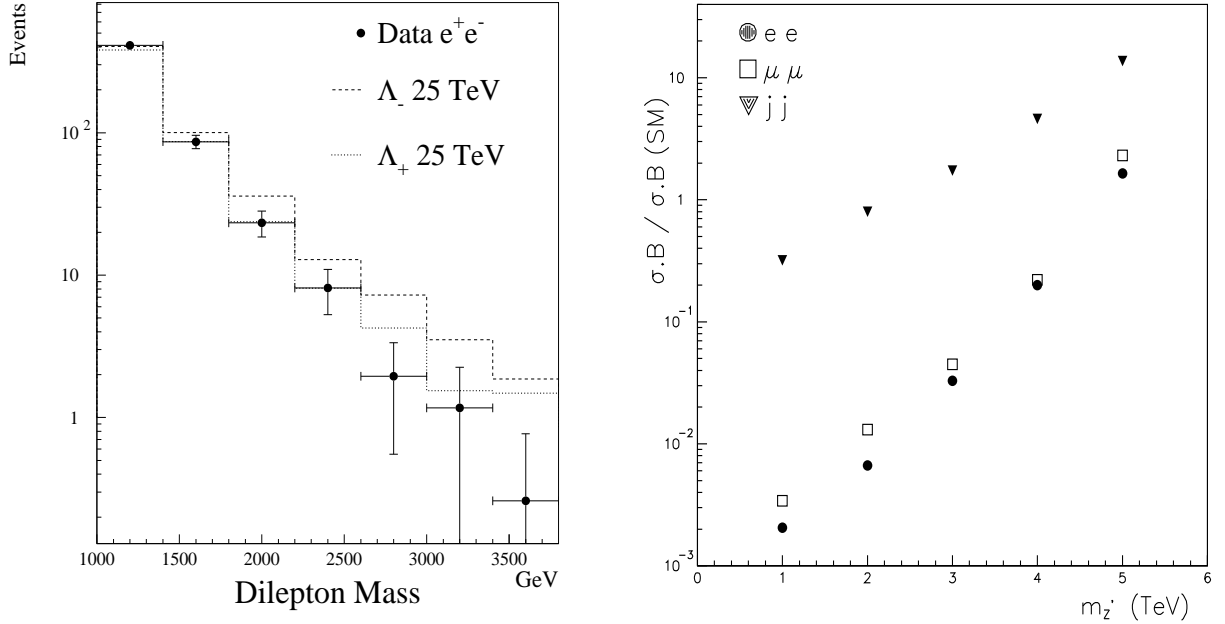 Events
10²
10
1
Data e⁺e⁻
Λ₋ 25 TeV
Λ₊ 25 TeV
1000 1500 2000 2500 3000 3500
GeV
Dilepton Mass
σ.B / σ.B (SM)
10
1
10⁻¹
10⁻²
10⁻³
e e
μ μ
j j
0 1 2 3 4 5 6
m_z' (TeV)